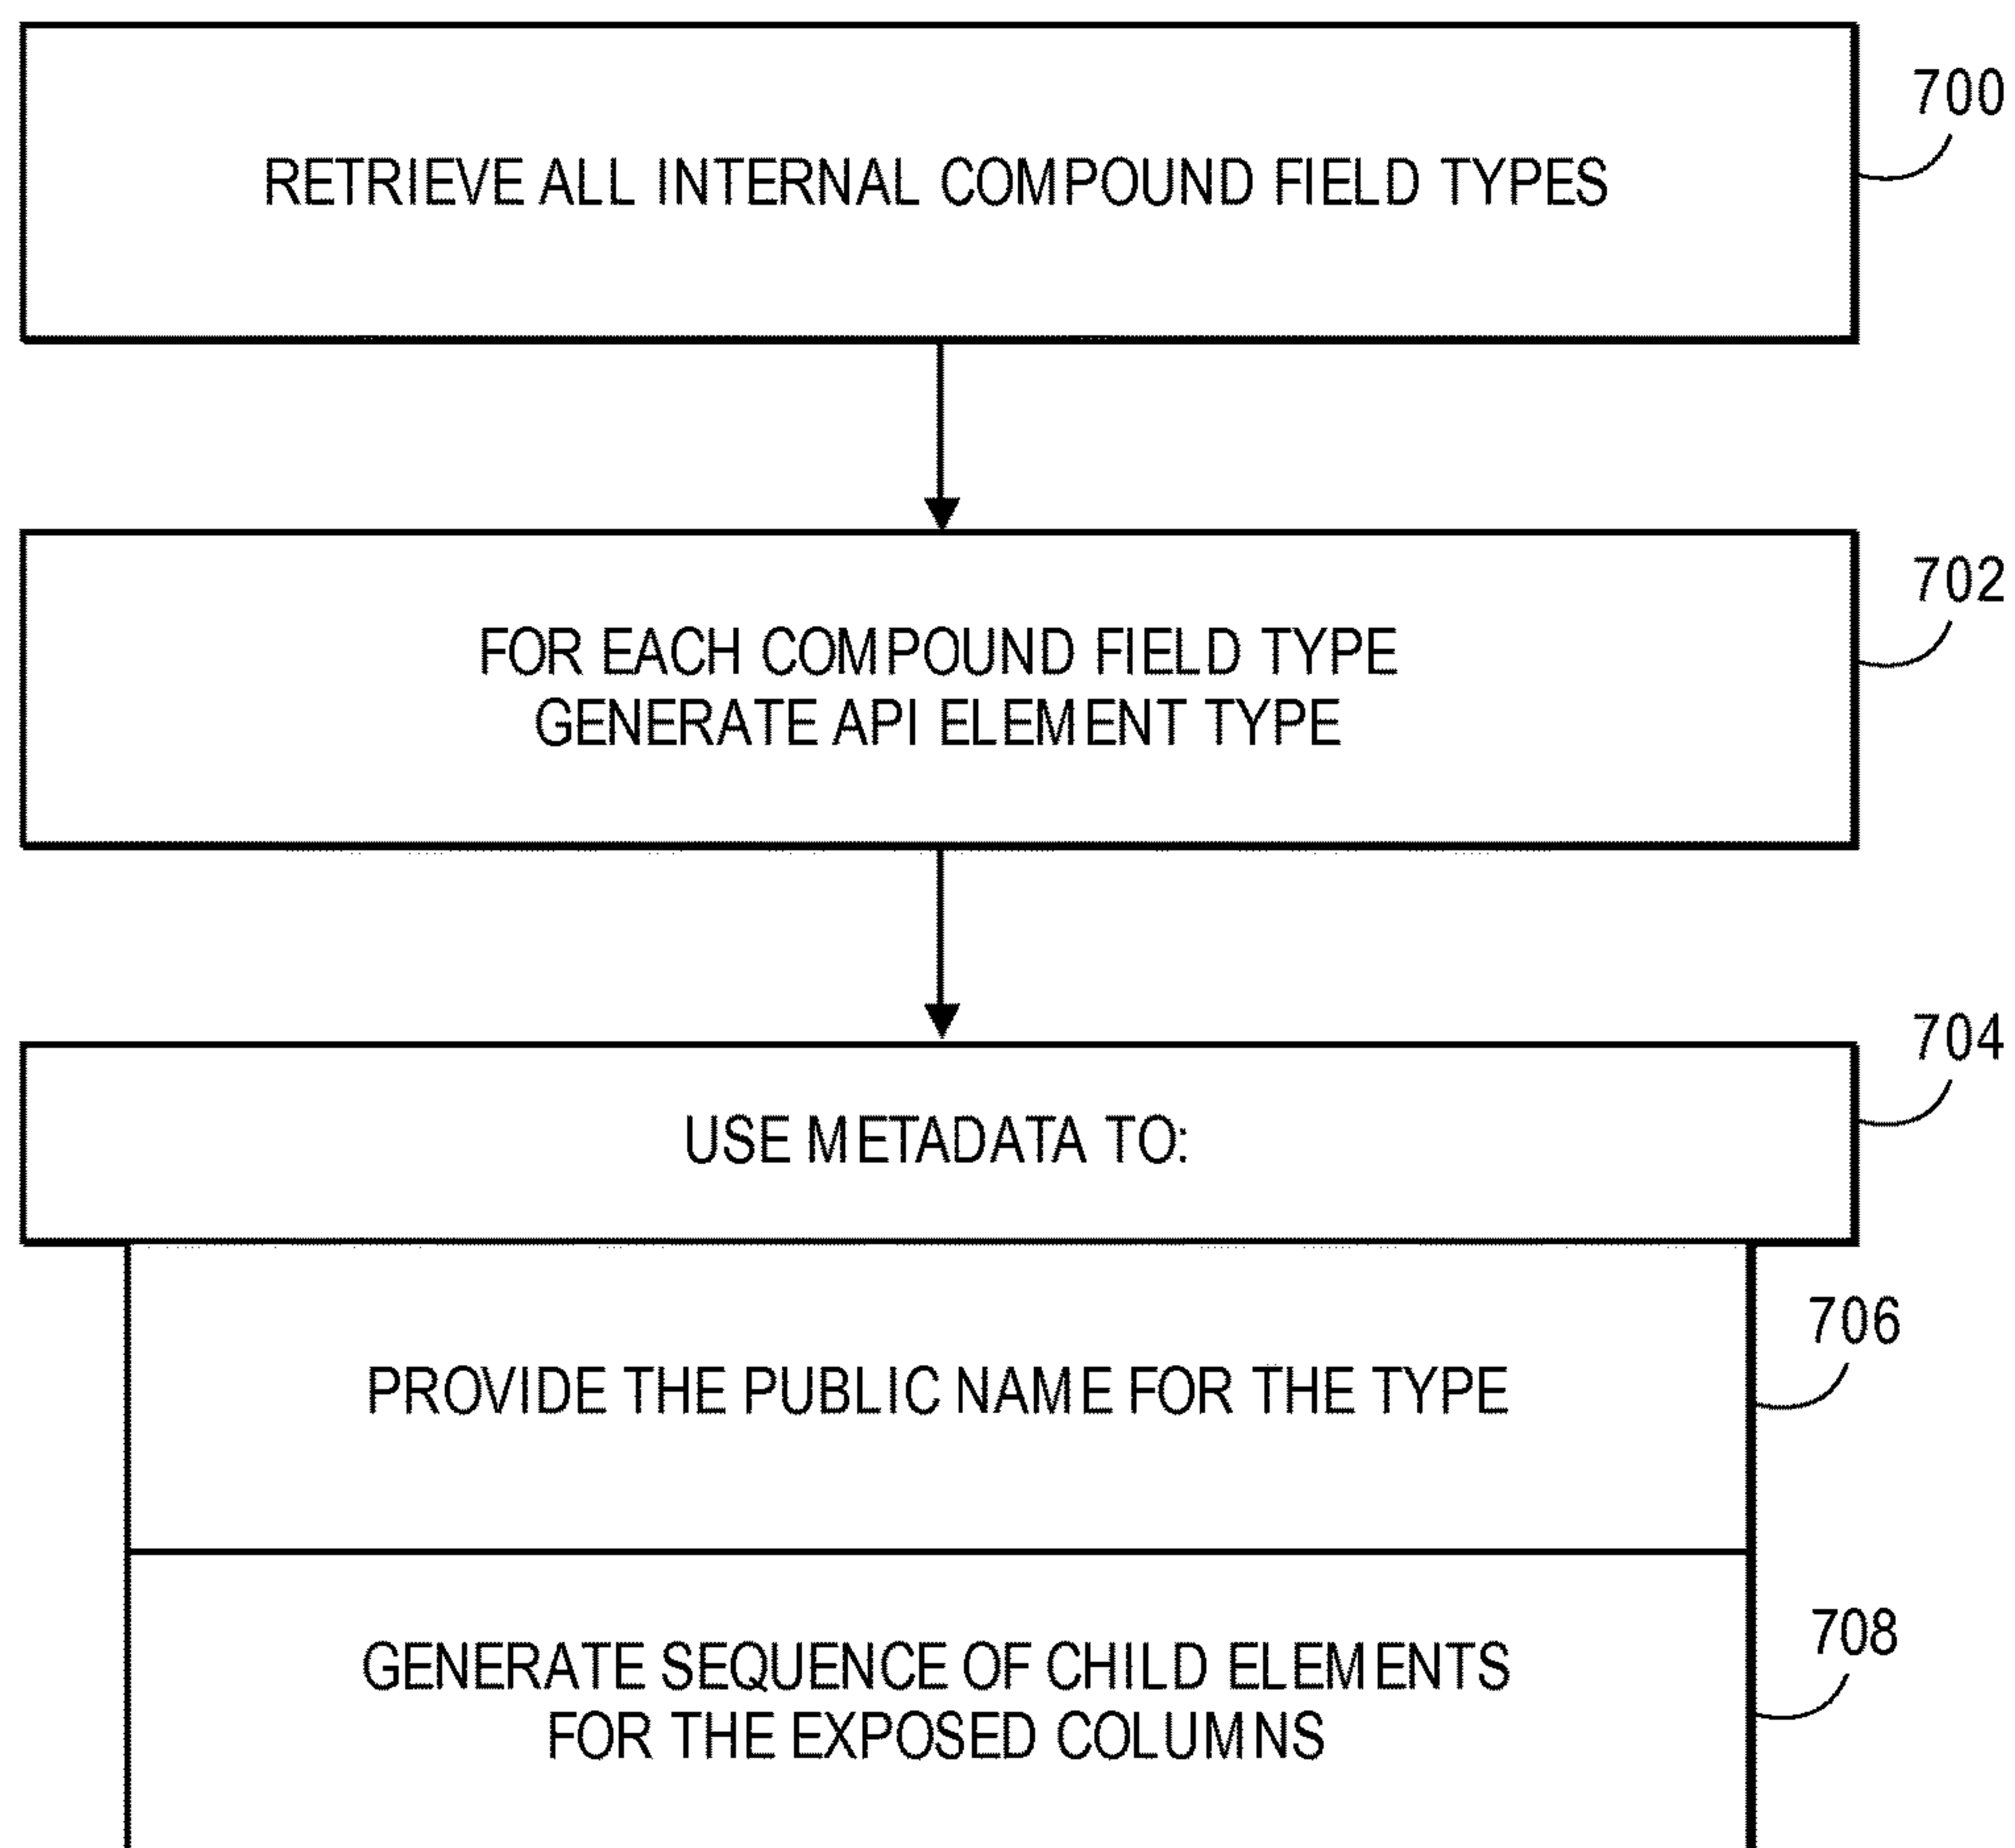 700
RETRIEVE ALL INTERNAL COMPOUND FIELD TYPES
702
FOR EACH COMPOUND FIELD TYPE
GENERATE API ELEMENT TYPE
704
USE METADATA TO:
706
PROVIDE THE PUBLIC NAME FOR THE TYPE
708
GENERATE SEQUENCE OF CHILD ELEMENTS
FOR THE EXPOSED COLUMNS